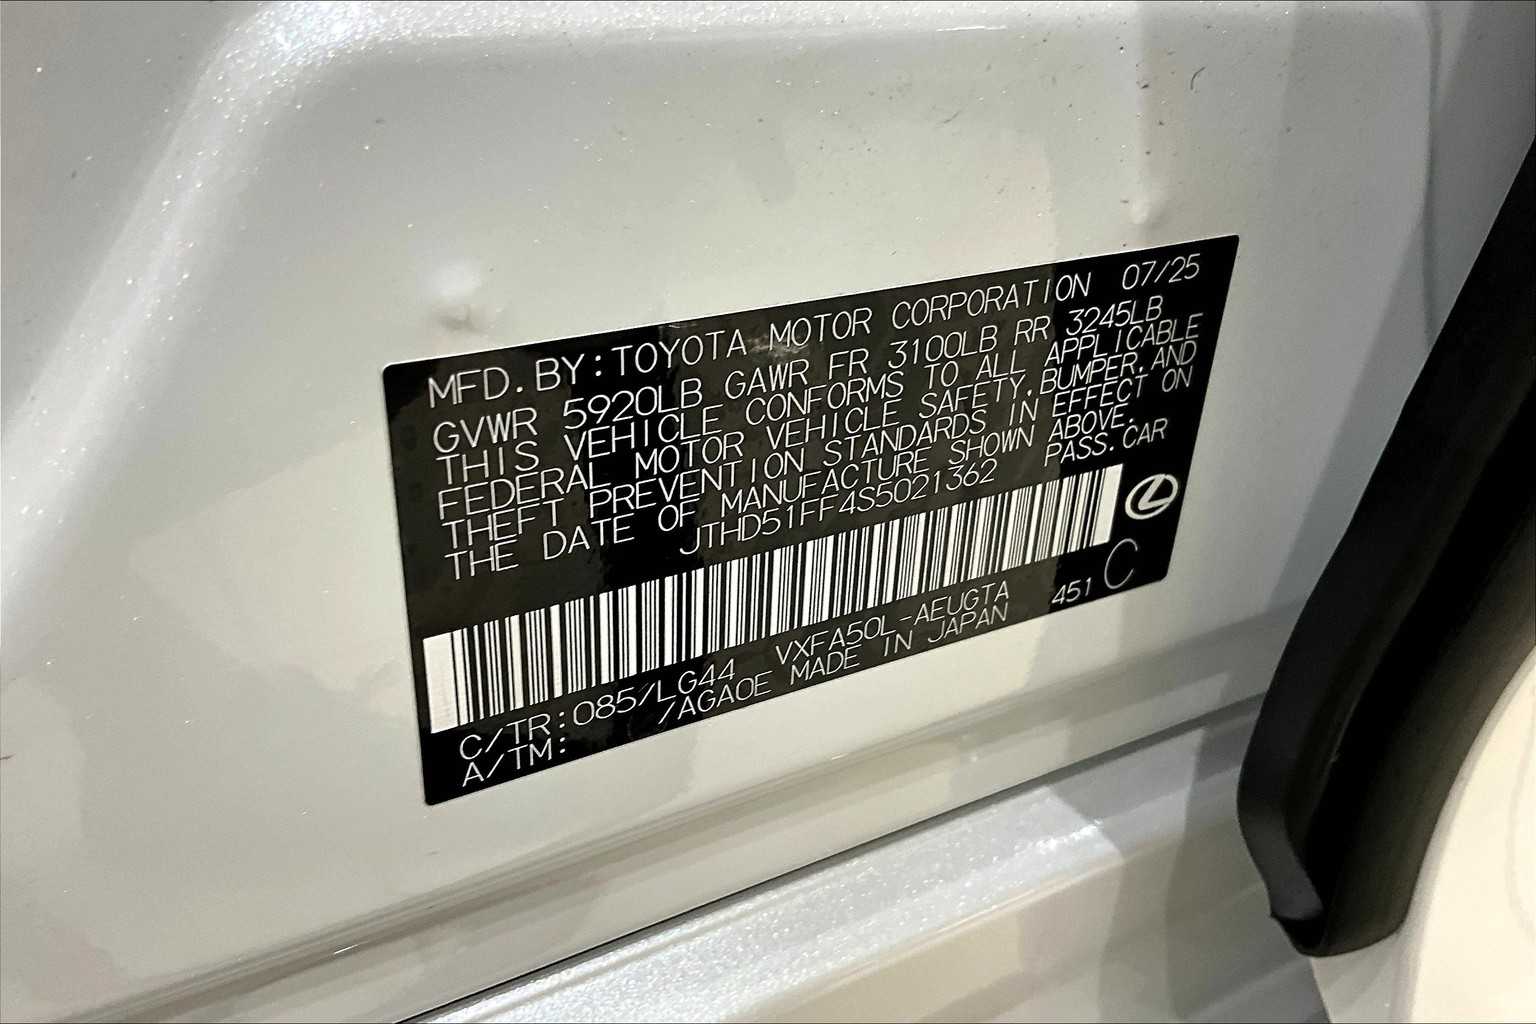 MFD.BY:TOYOTA MOTOR CORPORATION 07/25
GVWR 5920LB GAWR FR 3100LB RR 3245LB
THIS VEHICLE CONFORMS TO ALL APPLICABLE
FEDERAL MOTOR VEHICLE SAFETY,BUMPER,AND
THEFT PREVENTION STANDARDS IN EFFECT ON
THE DATE OF MANUFACTURE SHOWN ABOVE.
JTHD51FF4S5021362 PASS.CAR
C/TR:085/LG44 VXFA50L-AEUGTA 451 C
A/TM: /AGA0E MADE IN JAPAN